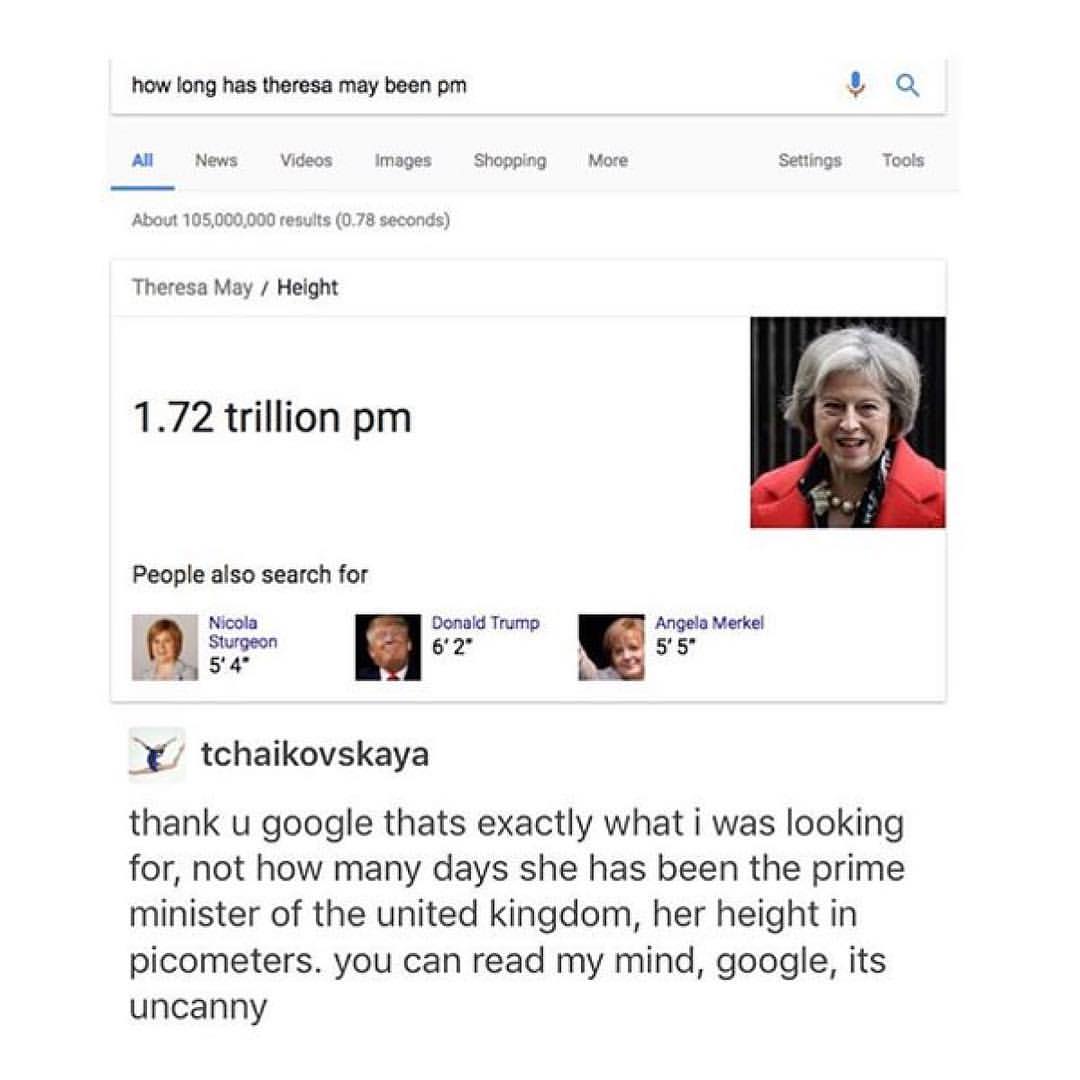 how long has theresa may been pm
All News Videos Images Shopping More Settings Tools
About 105,000,000 results (0.78 seconds)
Theresa May / Height
1.72 trillion pm
People also search for
Nicola
Sturgeon
5' 4"
Donald Trump
6' 2"
Angela Merkel
5' 5"
tchaikovskaya
thank u google thats exactly what i was looking
for, not how many days she has been the prime
minister of the united kingdom, her height in
picometers. you can read my mind, google, its
uncanny